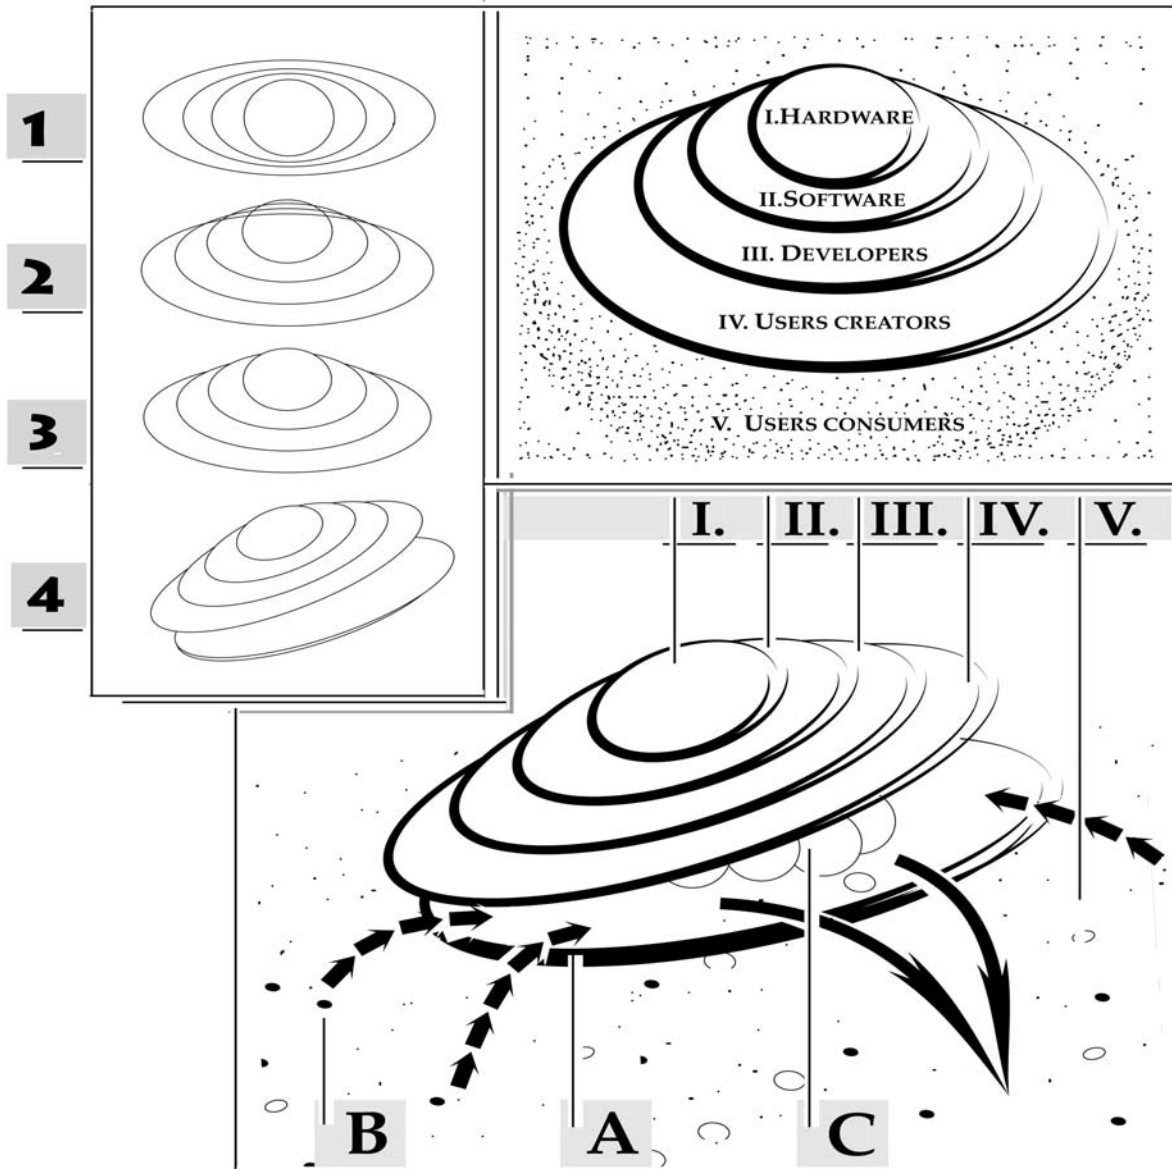 1
2
3
4
I.HARDWARE
II.SOFTWARE
III. DEVELOPERS
IV. USERS CREATORS
V. USERS CONSUMERS
I. II. III. IV. V.
B A C